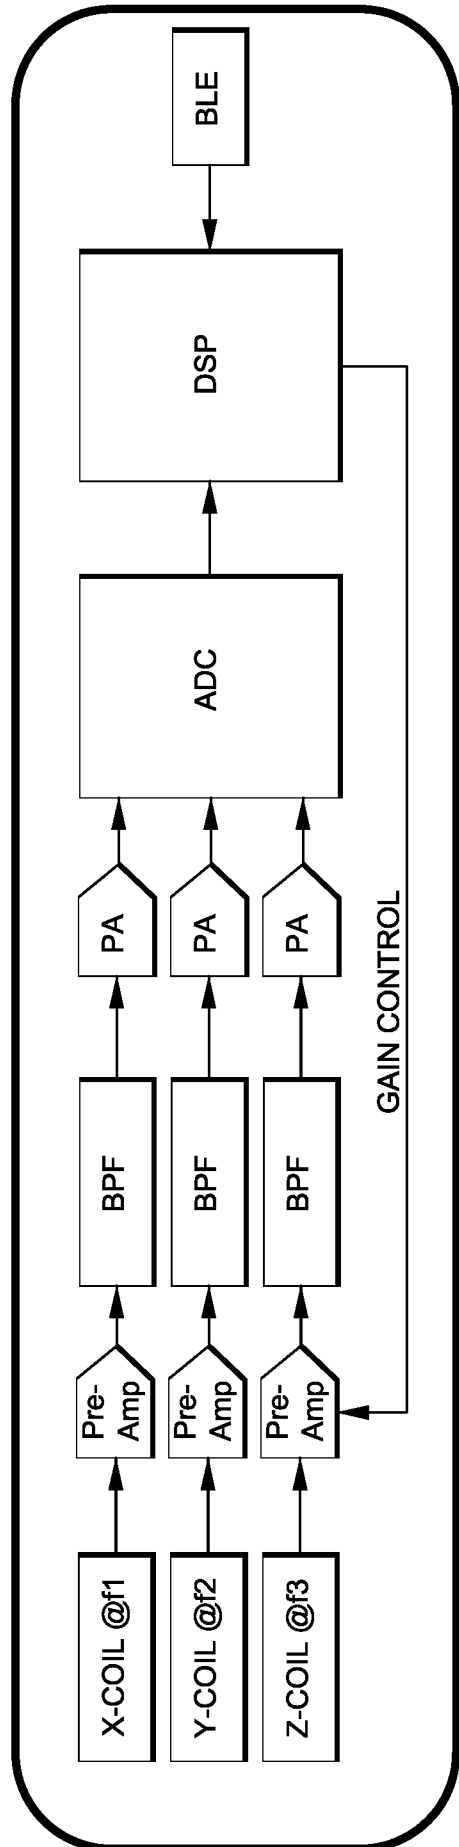 X-COIL @f1
Pre-
Amp
BPF
PA
Y-COIL @f2
Pre-
Amp
BPF
PA
Z-COIL @f3
Pre-
Amp
BPF
PA
ADC
DSP
BLE
GAIN CONTROL